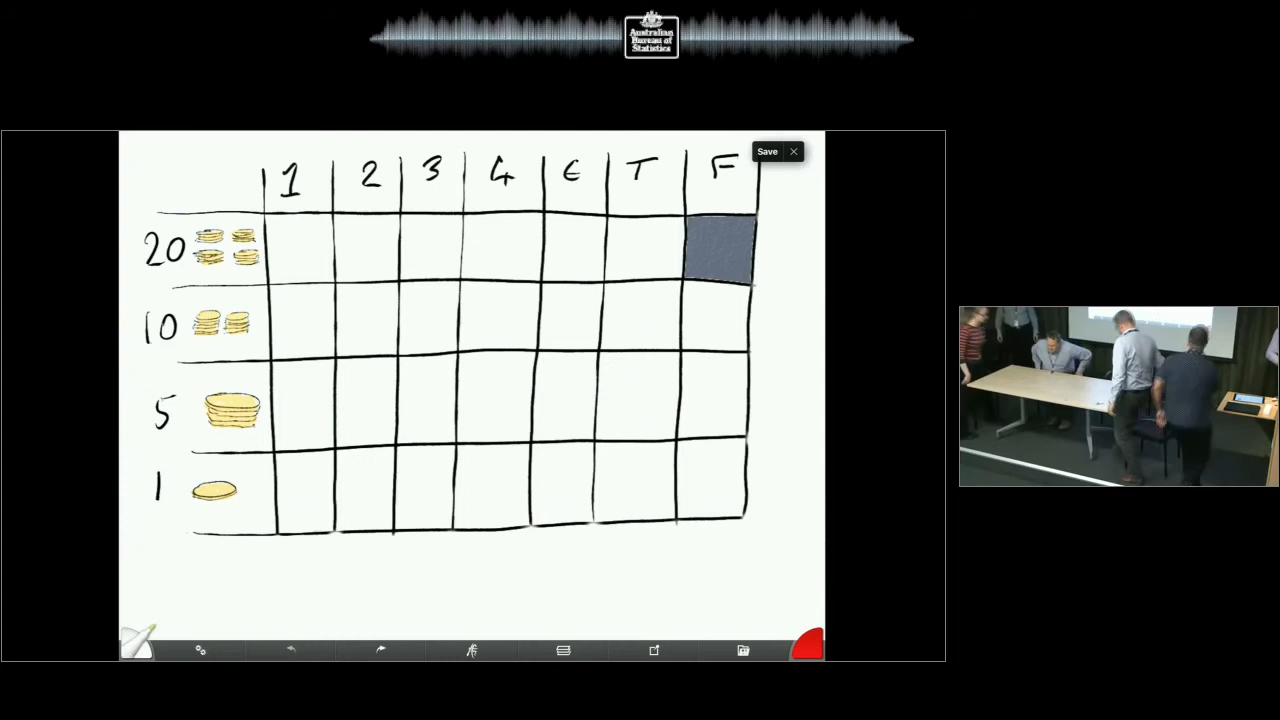 Australian
Bureau of
Statistics
Save
1 2 3 4 E T F
20
10
5
1